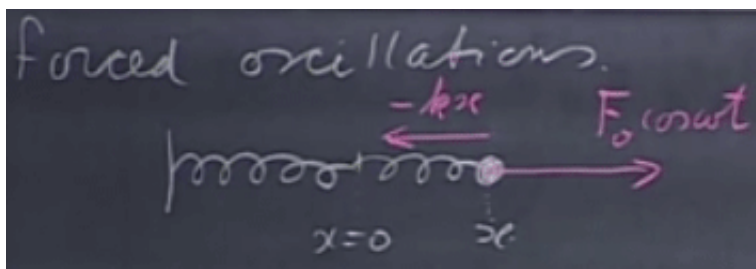 forced oscillations.
-kx
F₀ cosωt
x=0
x